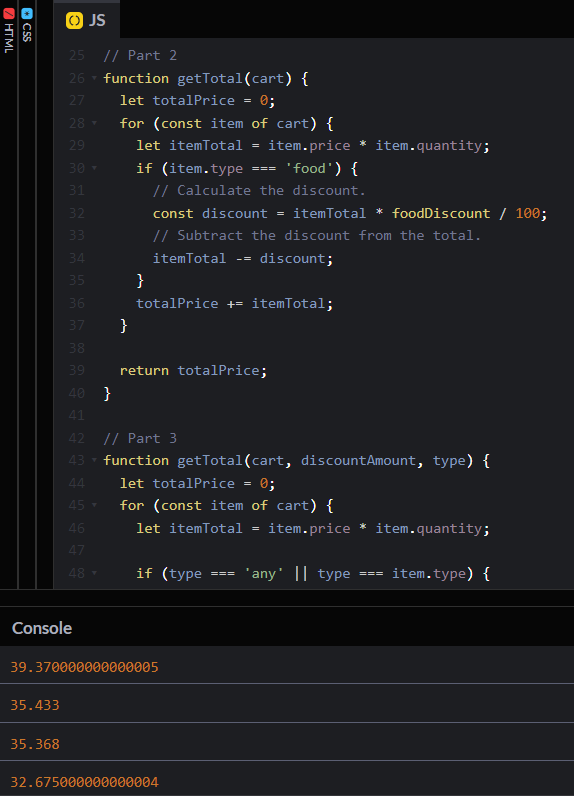 HTML
CSS
JS
25 // Part 2
26 function getTotal(cart) {
27 let totalPrice = 0;
28 for (const item of cart) {
29 let itemTotal = item.price * item.quantity;
30 if (item.type === 'food') {
31 // Calculate the discount.
32 const discount = itemTotal * foodDiscount / 100;
33 // Subtract the discount from the total.
34 itemTotal -= discount;
35 }
36 totalPrice += itemTotal;
37 }
38
39 return totalPrice;
40 }
41
42 // Part 3
43 function getTotal(cart, discountAmount, type) {
44 let totalPrice = 0;
45 for (const item of cart) {
46 let itemTotal = item.price * item.quantity;
47
48 if (type === 'any' || type === item.type) {
Console
39.370000000000005
35.433
35.368
32.675000000000004